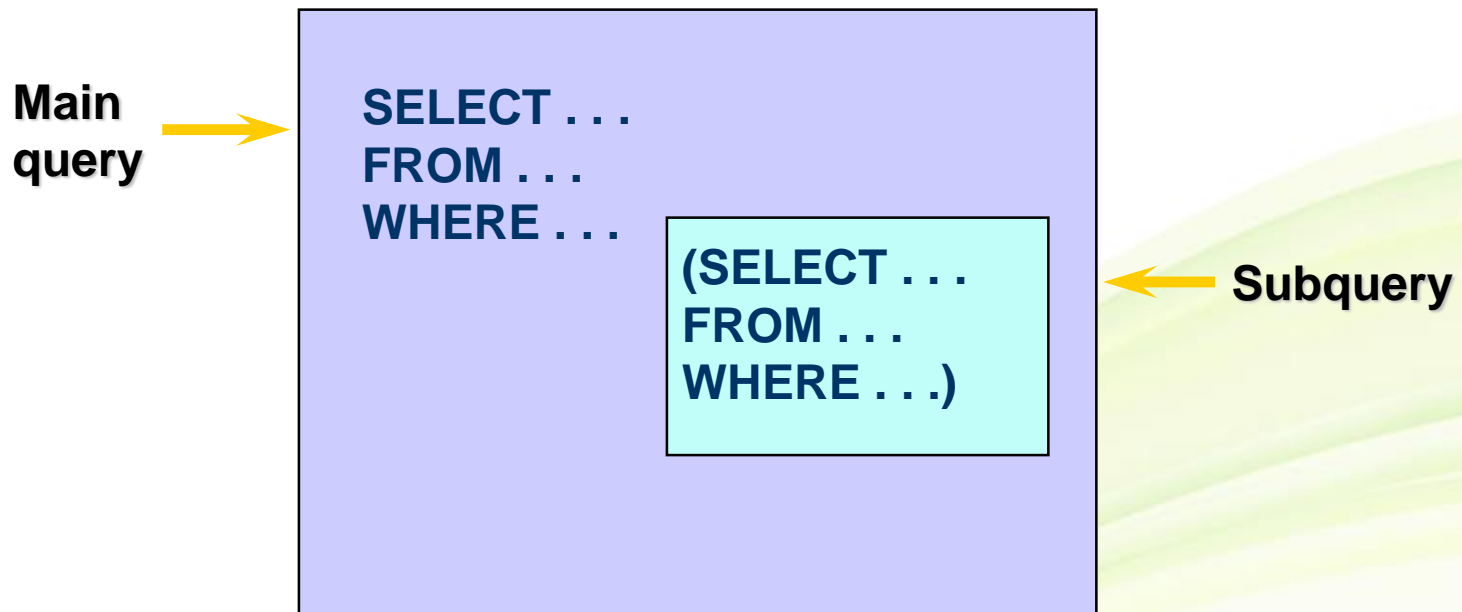 Main
query
SELECT . . .
FROM . . .
WHERE . . .
(SELECT . . .
FROM . . .
WHERE . . .)
Subquery